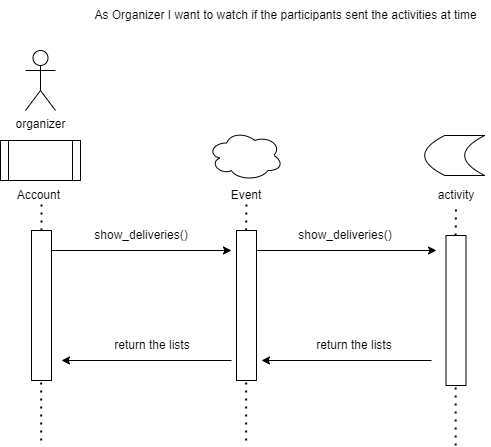 As Organizer I want to watch if the participants sent the activities at time
organizer
Account
Event
activity
show_deliveries()
show_deliveries()
return the lists
return the lists